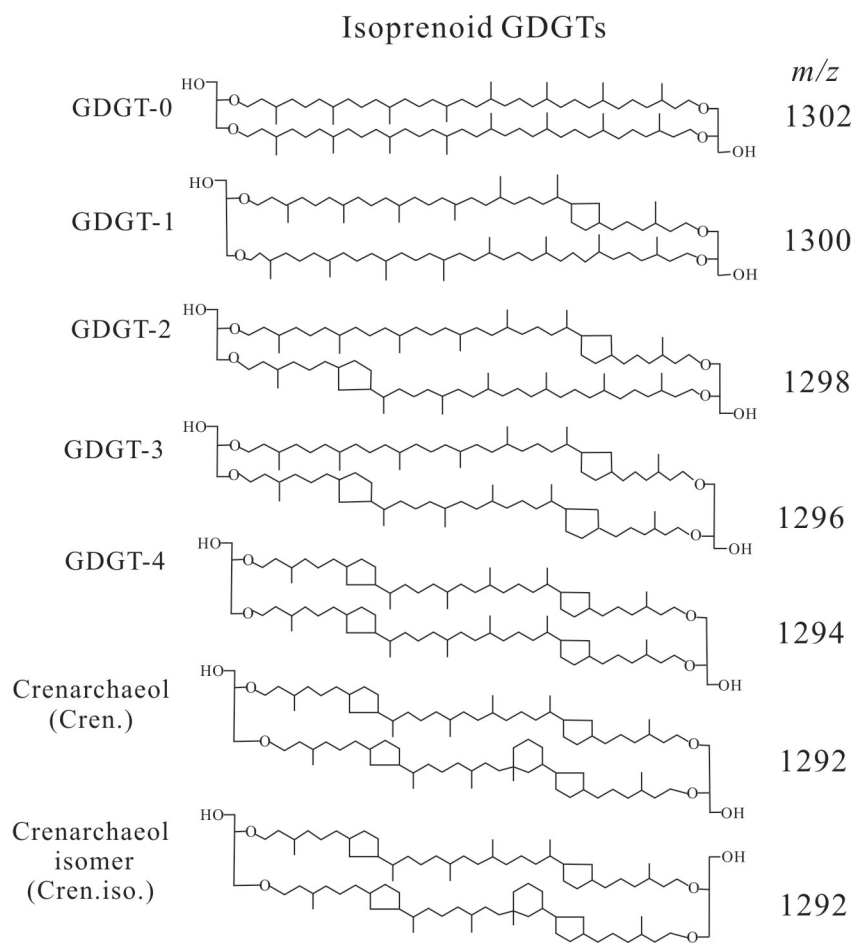 Isoprenoid GDGTs
m/z
HO
GDGT-0
O
O
1302
O
O
OH
HO
GDGT-1
O
O
1300
O
O
OH
HO
GDGT-2
O
O
1298
O
O
OH
HO
GDGT-3
O
O
1296
O
O
OH
HO
GDGT-4
O
O
1294
O
O
OH
HO
Crenarchaeol
(Cren.)
O
O
1292
O
O
OH
HO
Crenarchaeol
isomer
(Cren.iso.)
O
O
1292
OH
O
O